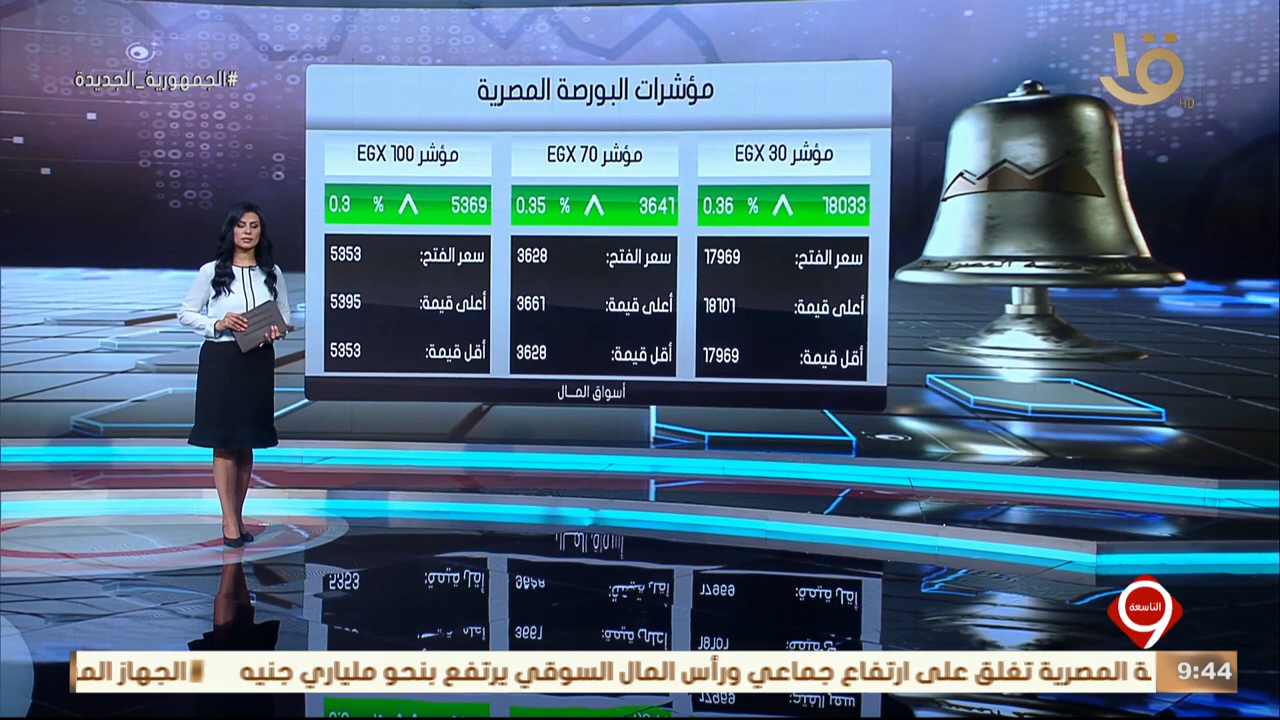 #الجمهورية_الجديدة
HD
مؤشرات البورصة المصرية
مؤشر EGX 30
18033 % 0.36
سعر الفتح: 17969
أعلى قيمة: 18101
أقل قيمة: 17969
مؤشر EGX 70
3641 % 0.35
سعر الفتح: 3628
أعلى قيمة: 3661
أقل قيمة: 3628
مؤشر EGX 100
5369 % 0.3
سعر الفتح: 5353
أعلى قيمة: 5395
أقل قيمة: 5353
أسواق المـال
التاسعة
9
9:44
ة المصرية تغلق على ارتفاع جماعي ورأس المال السوقي يرتفع بنحو ملياري جنيه الجهاز الم